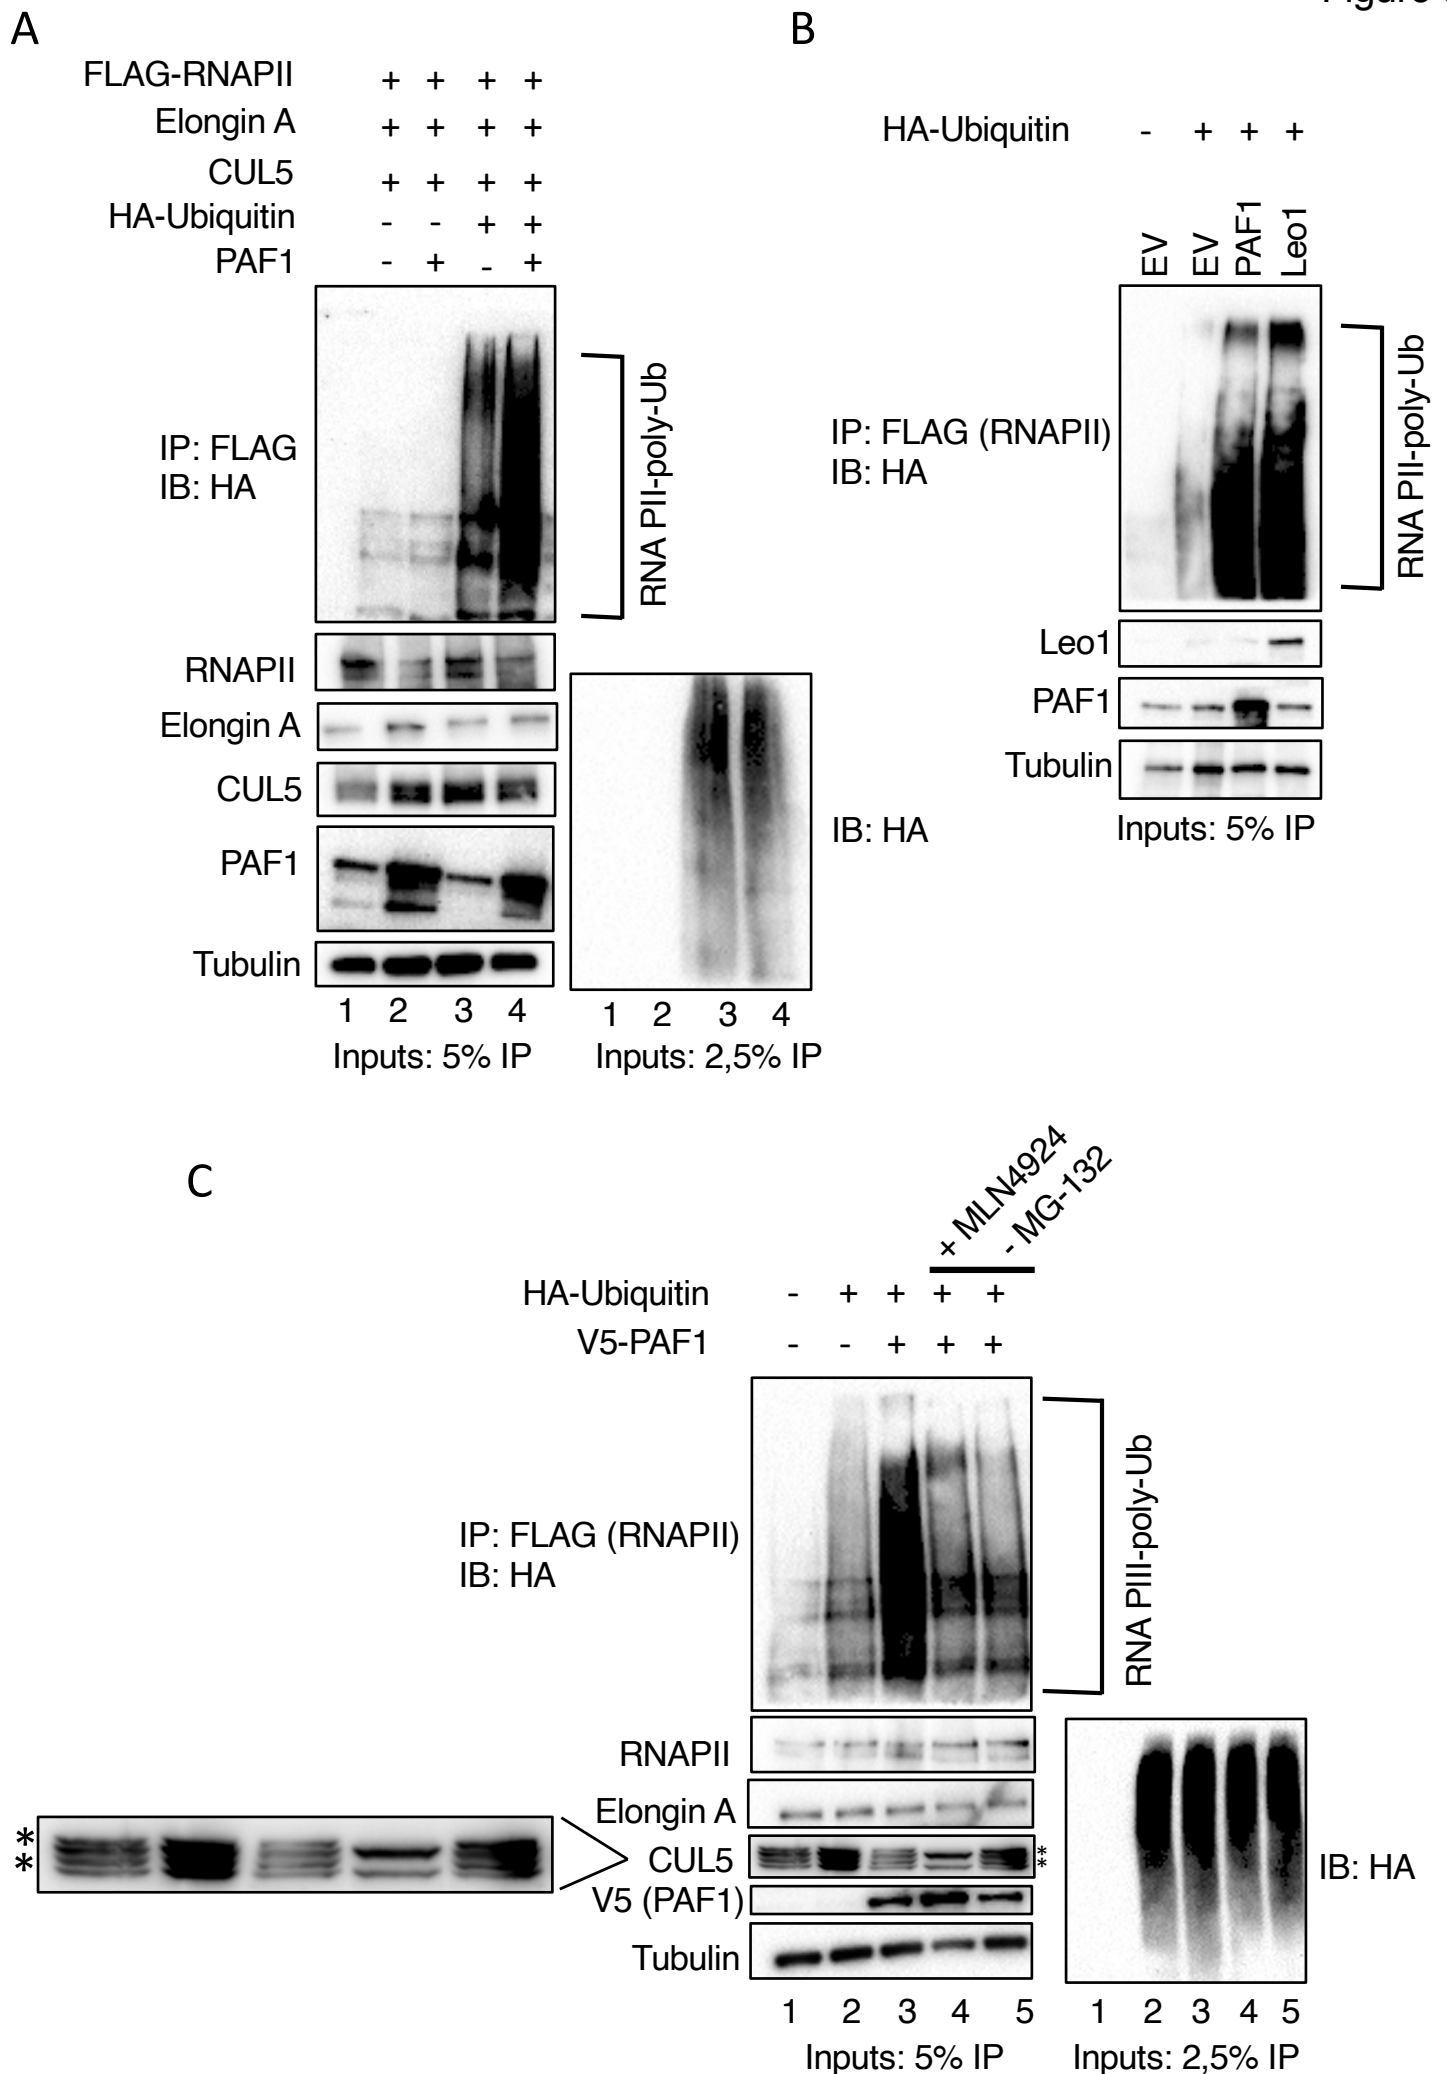 A
B
FLAG-RNAPII + + + +
Elongin A + + + +
CUL5 + + + +
HA-Ubiquitin - - + +
PAF1 - + - +
IP: FLAG
IB: HA
RNA PII-poly-Ub
RNAPII
Elongin A
CUL5
PAF1
Tubulin
1 2 3 4
Inputs: 5% IP
IB: HA
1 2 3 4
Inputs: 2,5% IP
HA-Ubiquitin - + + +
EV EV PAF1 Leo1
IP: FLAG (RNAPII)
IB: HA
RNA PII-poly-Ub
Leo1
PAF1
Tubulin
Inputs: 5% IP
C
+ MLN4924
- MG-132
HA-Ubiquitin - + + + +
V5-PAF1 - - + + +
IP: FLAG (RNAPII)
IB: HA
RNA PIII-poly-Ub
RNAPII
Elongin A
*
*
CUL5
*
*
V5 (PAF1)
Tubulin
1 2 3 4 5
Inputs: 5% IP
IB: HA
1 2 3 4 5
Inputs: 2,5% IP